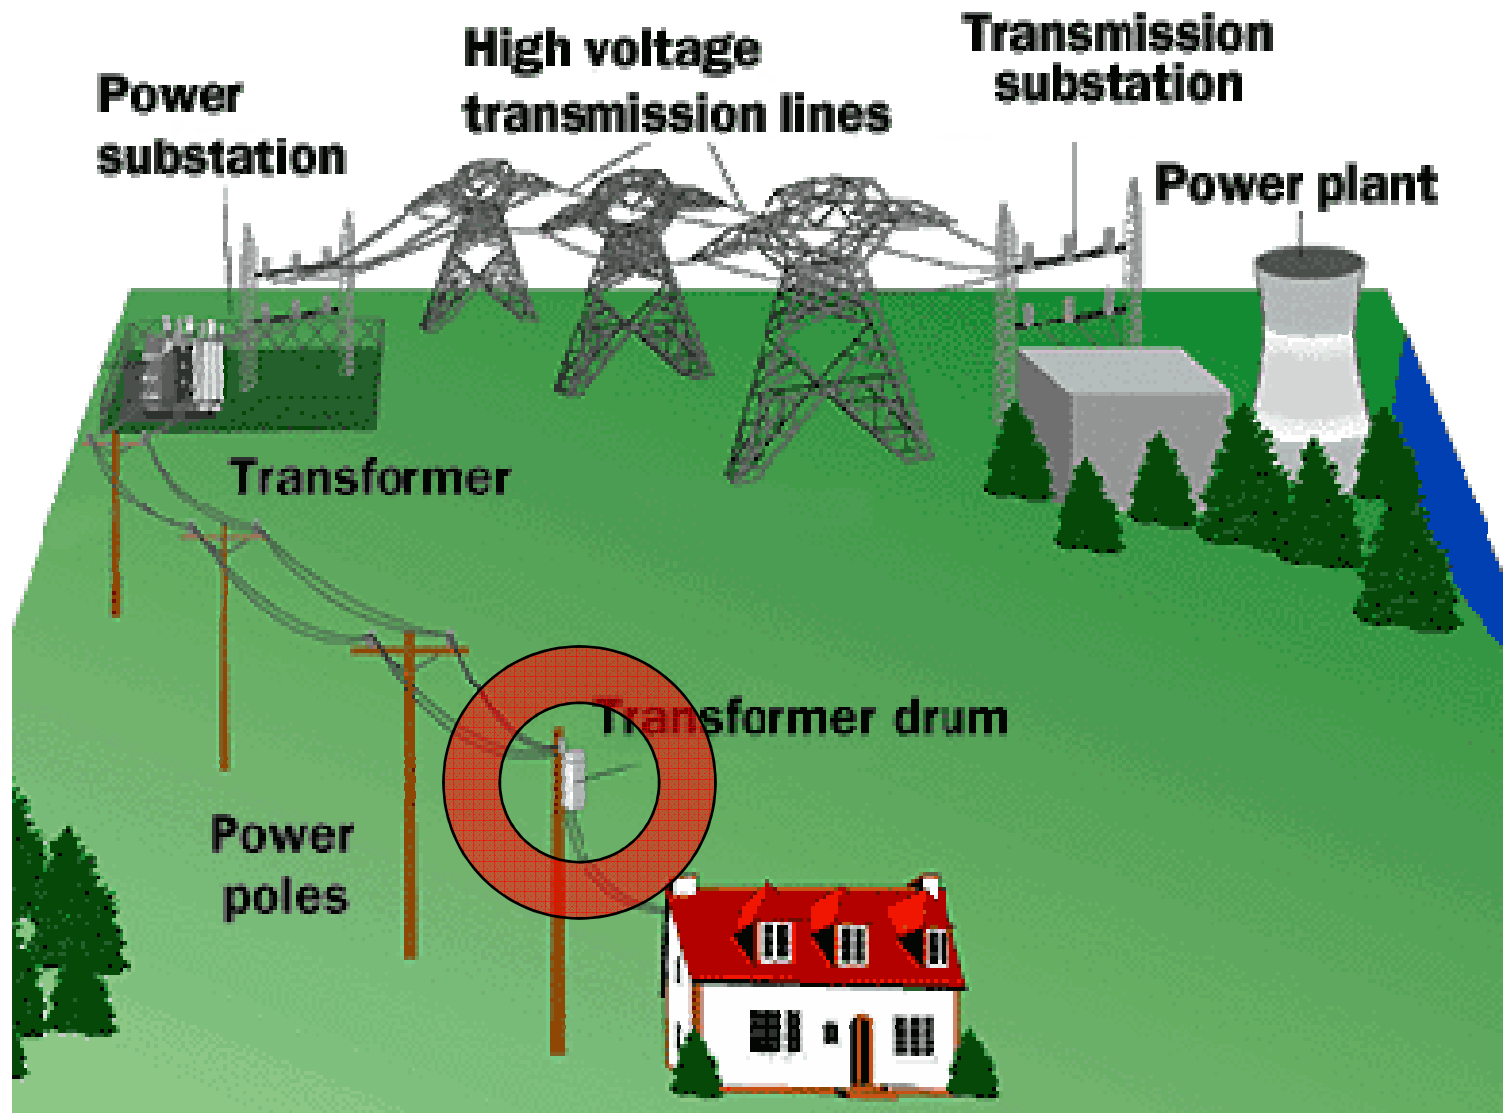 High voltage
transmission lines
Transmission
substation
Power
substation
Power plant
Transformer
Transformer drum
Power
poles